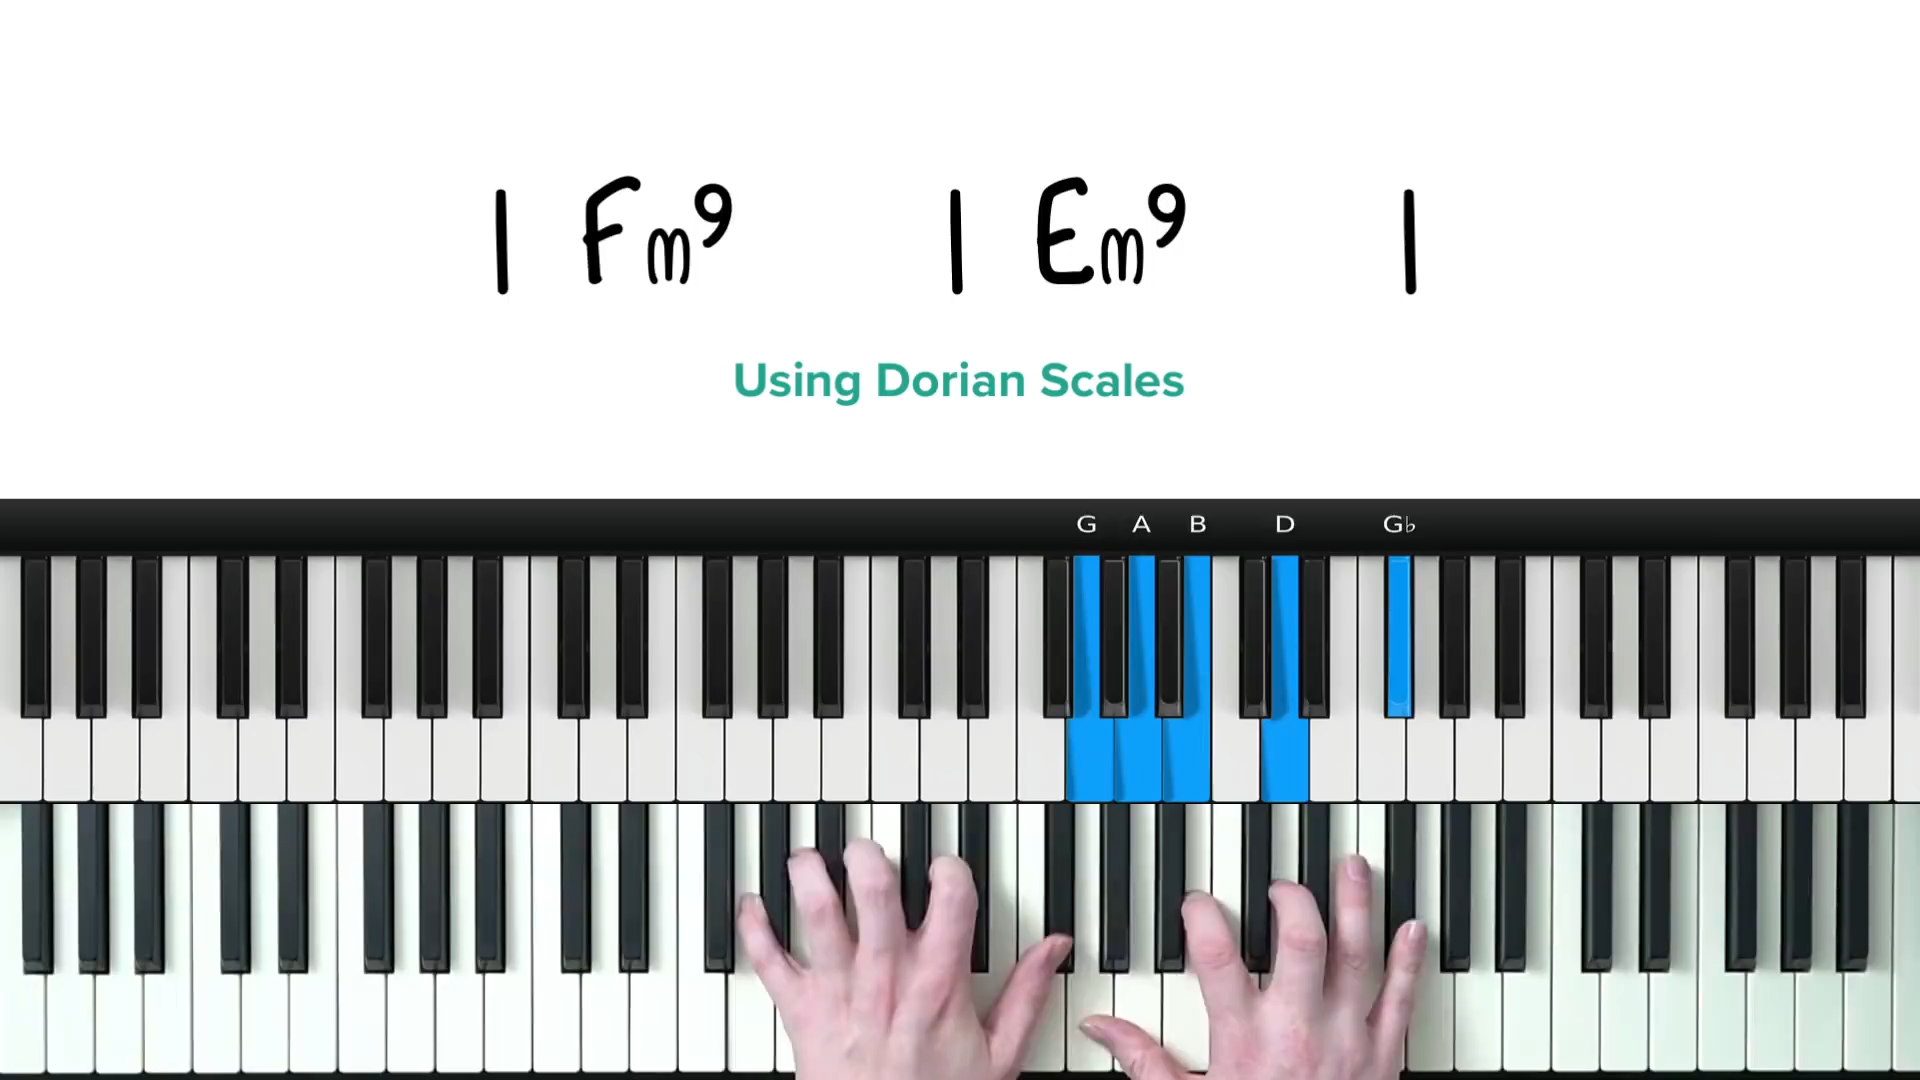 | Fm9 | Em9 |
Using Dorian Scales
G A B D G♭